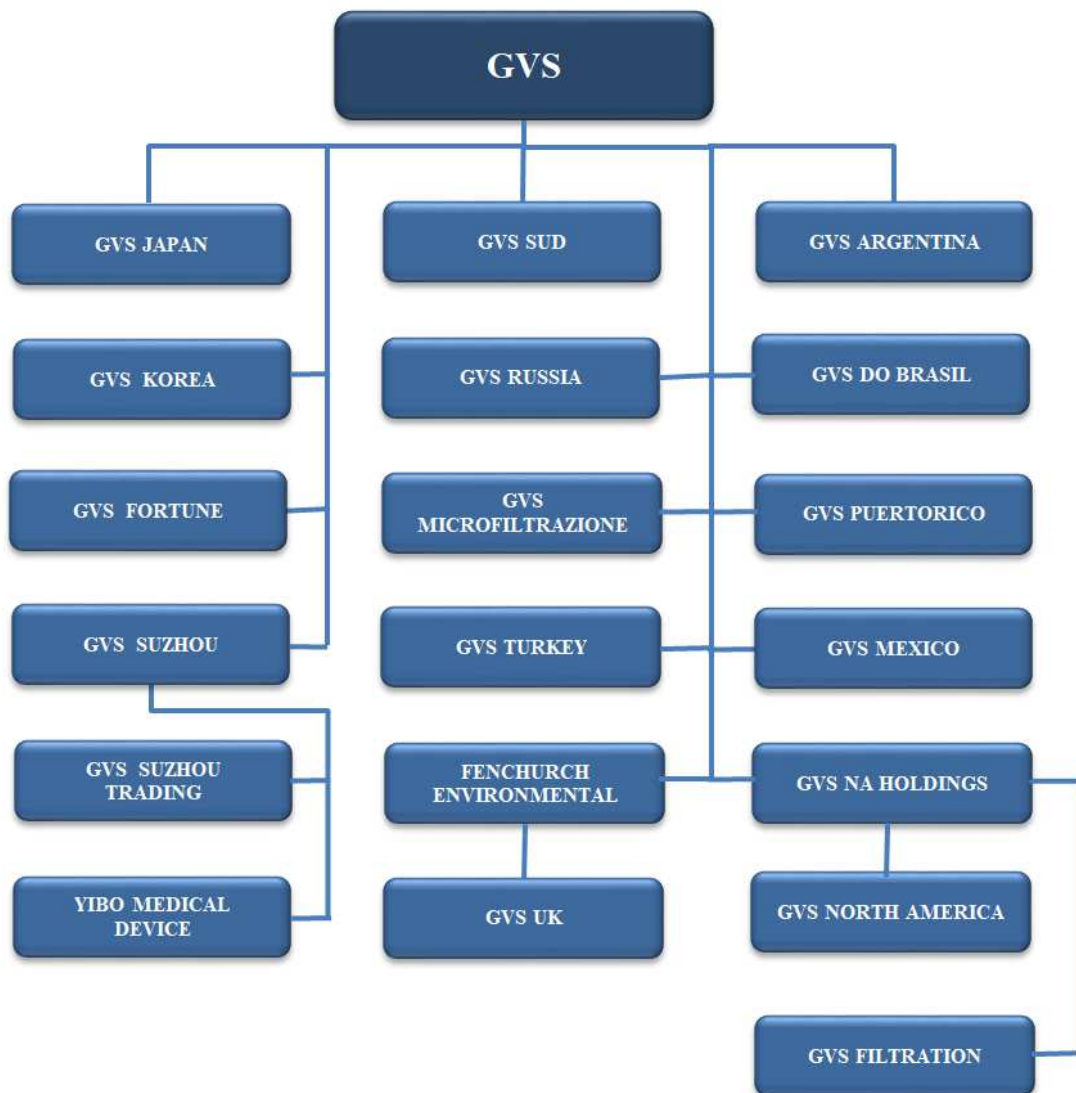 GVS
GVS JAPAN
GVS SUD
GVS ARGENTINA
GVS KOREA
GVS RUSSIA
GVS DO BRASIL
GVS FORTUNE
GVS
MICROFILTRAZIONE
GVS PUERTORICO
GVS SUZHOU
GVS TURKEY
GVS MEXICO
GVS SUZHOU
TRADING
FENCHURCH
ENVIRONMENTAL
GVS NA HOLDINGS
YIBO MEDICAL
DEVICE
GVS UK
GVS NORTH AMERICA
GVS FILTRATION